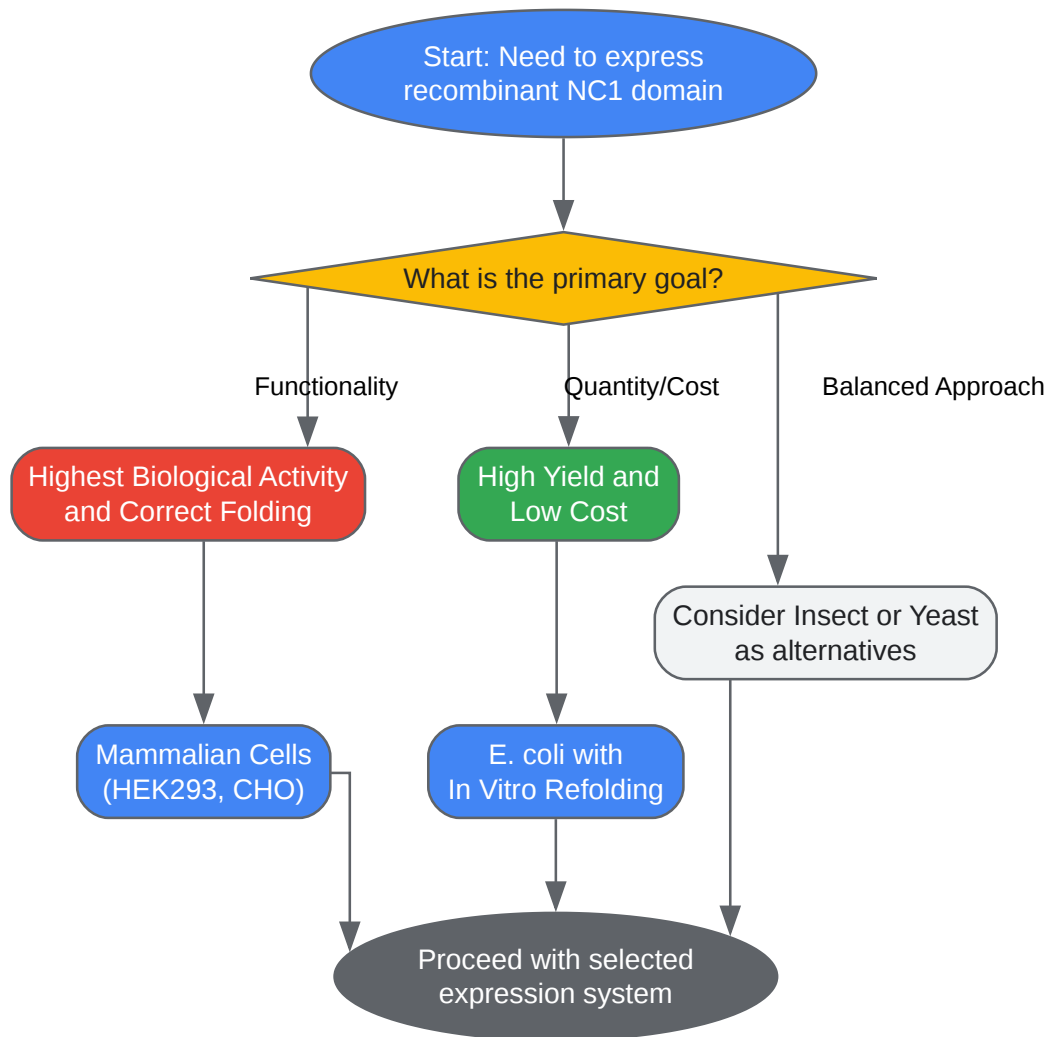 Start: Need to express
recombinant NC1 domain
What is the primary goal?
Functionality
Quantity/Cost
Balanced Approach
Highest Biological Activity
and Correct Folding
High Yield and
Low Cost
Consider Insect or Yeast
as alternatives
Mammalian Cells
(HEK293, CHO)
E. coli with
In Vitro Refolding
Proceed with selected
expression system